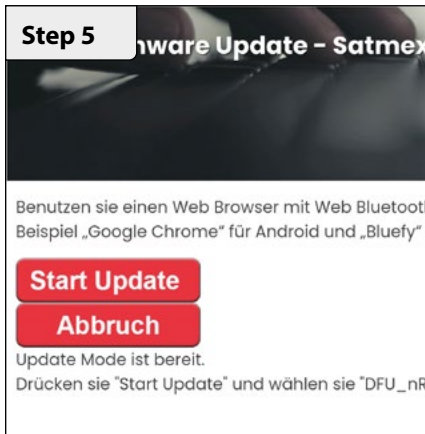 Step 5
ware Update - Satmex
Benutzen sie einen Web Browser mit Web Bluetoot
Beispiel „Google Chrome“ für Android und „Bluefy“
Start Update
Abbruch
Update Mode ist bereit.
Drücken sie "Start Update" und wählen sie "DFU_nR